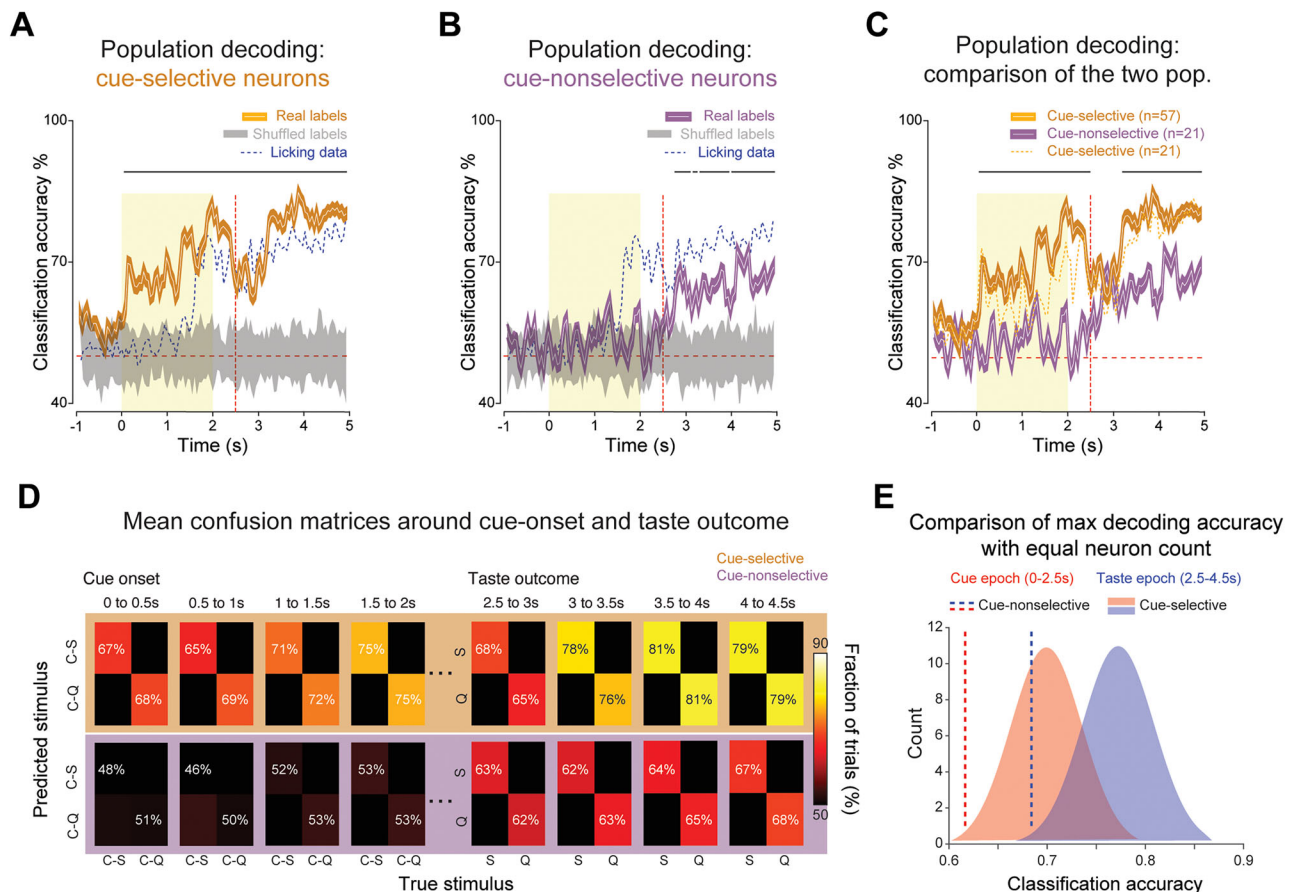 A
Population decoding:
cue-selective neurons
Real labels
Shuffled labels
Licking data
Classification accuracy %
100
70
40
-1 0 1 2 3 4 5
Time (s)
B
Population decoding:
cue-nonselective neurons
Real labels
Shuffled labels
Licking data
Classification accuracy %
100
70
40
-1 0 1 2 3 4 5
Time (s)
C
Population decoding:
comparison of the two pop.
Cue-selective (n=57)
Cue-nonselective (n=21)
Cue-selective (n=21)
Classification accuracy %
100
70
40
-1 0 1 2 3 4 5
Time (s)
D
Mean confusion matrices around cue-onset and taste outcome
Cue-selective
Cue-nonselective
Cue onset
Taste outcome
0 to 0.5s 0.5 to 1s 1 to 1.5s 1.5 to 2s 2.5 to 3s 3 to 3.5s 3.5 to 4s 4 to 4.5s
Predicted stimulus
C-S 67% 65% 71% 75% S 68% 78% 81% 79%
C-Q 68% 69% 72% 75% Q 65% 76% 81% 79%
C-S 48% 46% 52% 53% S 63% 62% 64% 67%
C-Q 51% 50% 53% 53% Q 62% 63% 65% 68%
C-S C-Q C-S C-Q C-S C-Q C-S C-Q S Q S Q S Q S Q
True stimulus
90
50
Fraction of trials (%)
E
Comparison of max decoding accuracy
with equal neuron count
Cue epoch (0-2.5s) Taste epoch (2.5-4.5s)
Cue-nonselective Cue-selective
Count
12
10
8
6
4
2
0
0.6 0.7 0.8 0.9
Classification accuracy